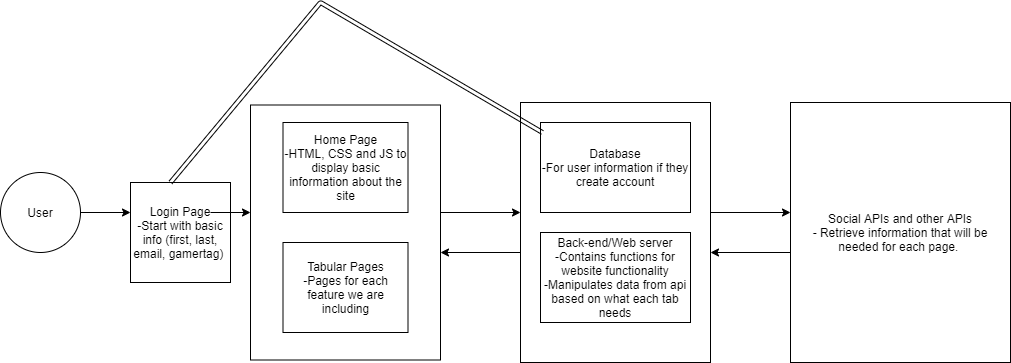 User
Login Page
-Start with basic
info (first, last,
email, gamertag)
Home Page
-HTML, CSS and JS to
display basic
information about the
site
Tabular Pages
-Pages for each
feature we are
including
Database
-For user information if they
create account
Back-end/Web server
-Contains functions for
website functionality
-Manipulates data from api
based on what each tab
needs
Social APIs and other APIs
- Retrieve information that will be
needed for each page.